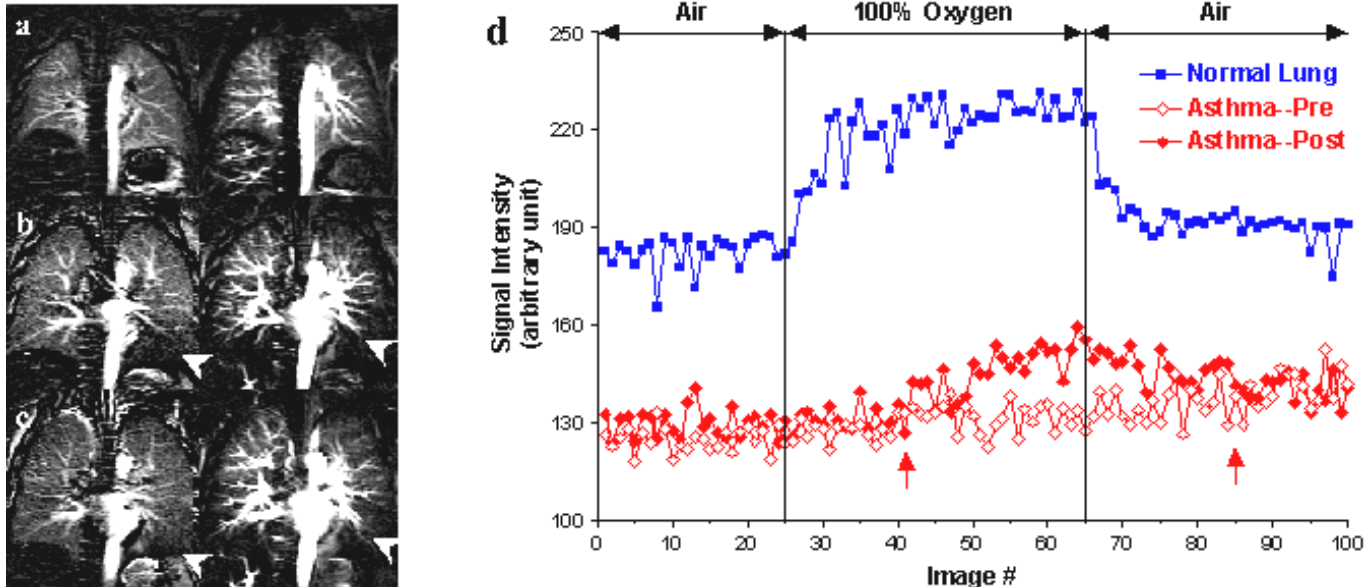 a
b
c
d
Air
100% Oxygen
Air
Normal Lung
Asthma--Pre
Asthma--Post
Signal Intensity
(arbitrary unit)
250
220
190
160
130
100
0 10 20 30 40 50 60 70 80 90 100
Image #